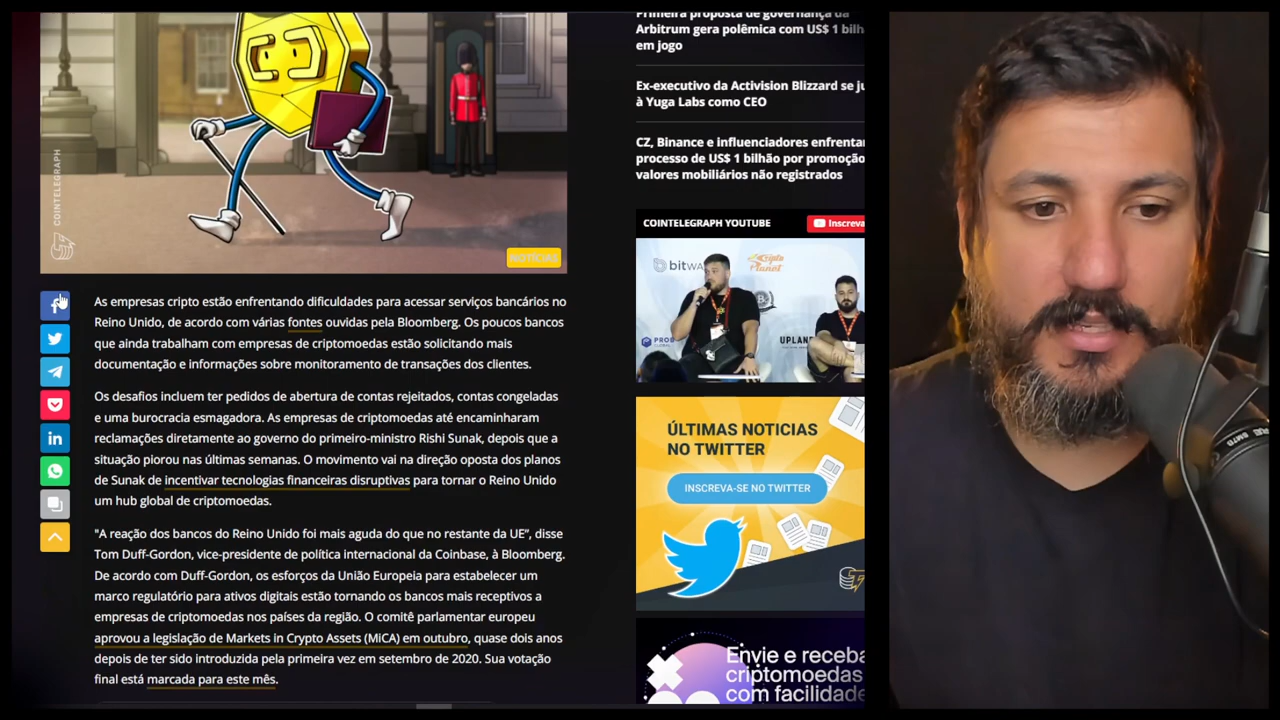 COINTELEGRAPH
NOTÍCIAS
As empresas cripto estão enfrentando dificuldades para acessar serviços bancários no
Reino Unido, de acordo com várias fontes ouvidas pela Bloomberg. Os poucos bancos
que ainda trabalham com empresas de criptomoedas estão solicitando mais
documentação e informações sobre monitoramento de transações dos clientes.
Os desafios incluem ter pedidos de abertura de contas rejeitados, contas congeladas
e uma burocracia esmagadora. As empresas de criptomoedas até encaminharam
reclamações diretamente ao governo do primeiro-ministro Rishi Sunak, depois que a
situação piorou nas últimas semanas. O movimento vai na direção oposta dos planos
de Sunak de incentivar tecnologias financeiras disruptivas para tornar o Reino Unido
um hub global de criptomoedas.
"A reação dos bancos do Reino Unido foi mais aguda do que no restante da UE”, disse
Tom Duff-Gordon, vice-presidente de política internacional da Coinbase, à Bloomberg.
De acordo com Duff-Gordon, os esforços da União Europeia para estabelecer um
marco regulatório para ativos digitais estão tornando os bancos mais receptivos a
empresas de criptomoedas nos países da região. O comitê parlamentar europeu
aprovou a legislação de Markets in Crypto Assets (MiCA) em outubro, quase dois anos
depois de ter sido introduzida pela primeira vez em setembro de 2020. Sua votação
final está marcada para este mês.
Primeira proposta de governança da
Arbitrum gera polêmica com US$ 1 bilh
em jogo
Ex-executivo da Activision Blizzard se ju
à Yuga Labs como CEO
CZ, Binance e influenciadores enfrentam
processo de US$ 1 bilhão por promoção
valores mobiliários não registrados
COINTELEGRAPH YOUTUBE
Inscreva
bitwa
Cripto
Planet
PROB
GLOBAL
UPLAN
ÚLTIMAS NOTICIAS
NO TWITTER
INSCREVA-SE NO TWITTER
Envie e receba
criptomoedas
com facilidade